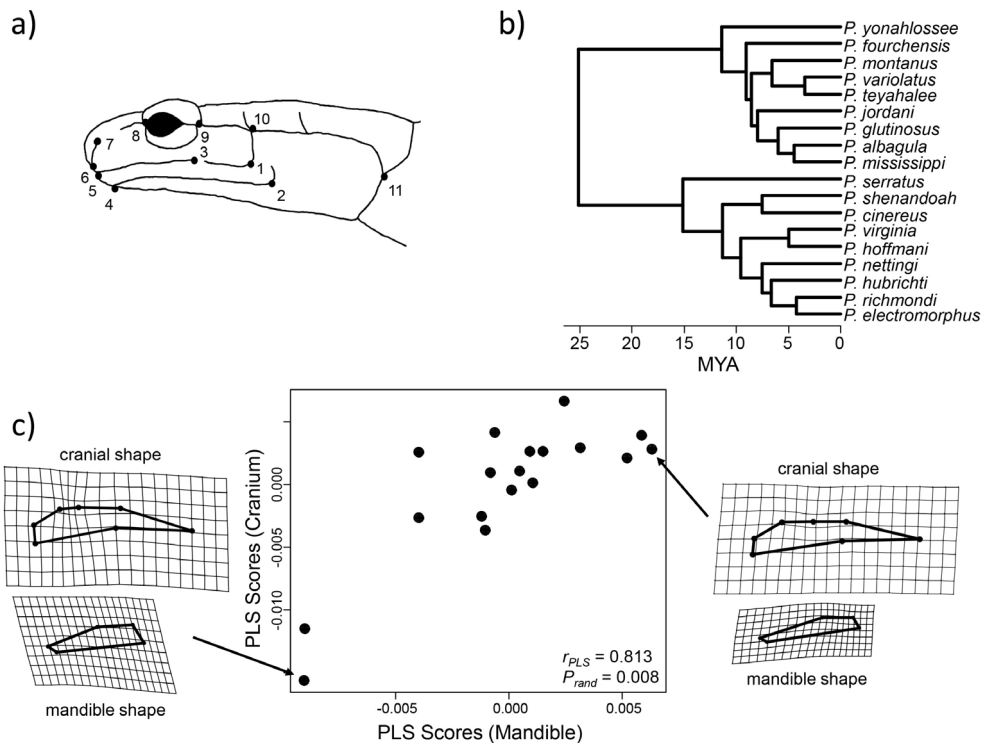 a)
8
9
10
7
3
1
6
5
4
2
11
b)
P. yonahlossee
P. fourchensis
P. montanus
P. variolatus
P. teyahalee
P. jordani
P. glutinosus
P. albagula
P. mississippi
P. serratus
P. shenandoah
P. cinereus
P. virginia
P. hoffmani
P. nettingi
P. hubrichti
P. richmondi
P. electromorphus
25 20 15 10 5 0
MYA
c)
cranial shape
mandible shape
PLS Scores (Cranium)
0.000
-0.005
-0.010
rPLS = 0.813
Prand = 0.008
-0.005 0.000 0.005
PLS Scores (Mandible)
cranial shape
mandible shape